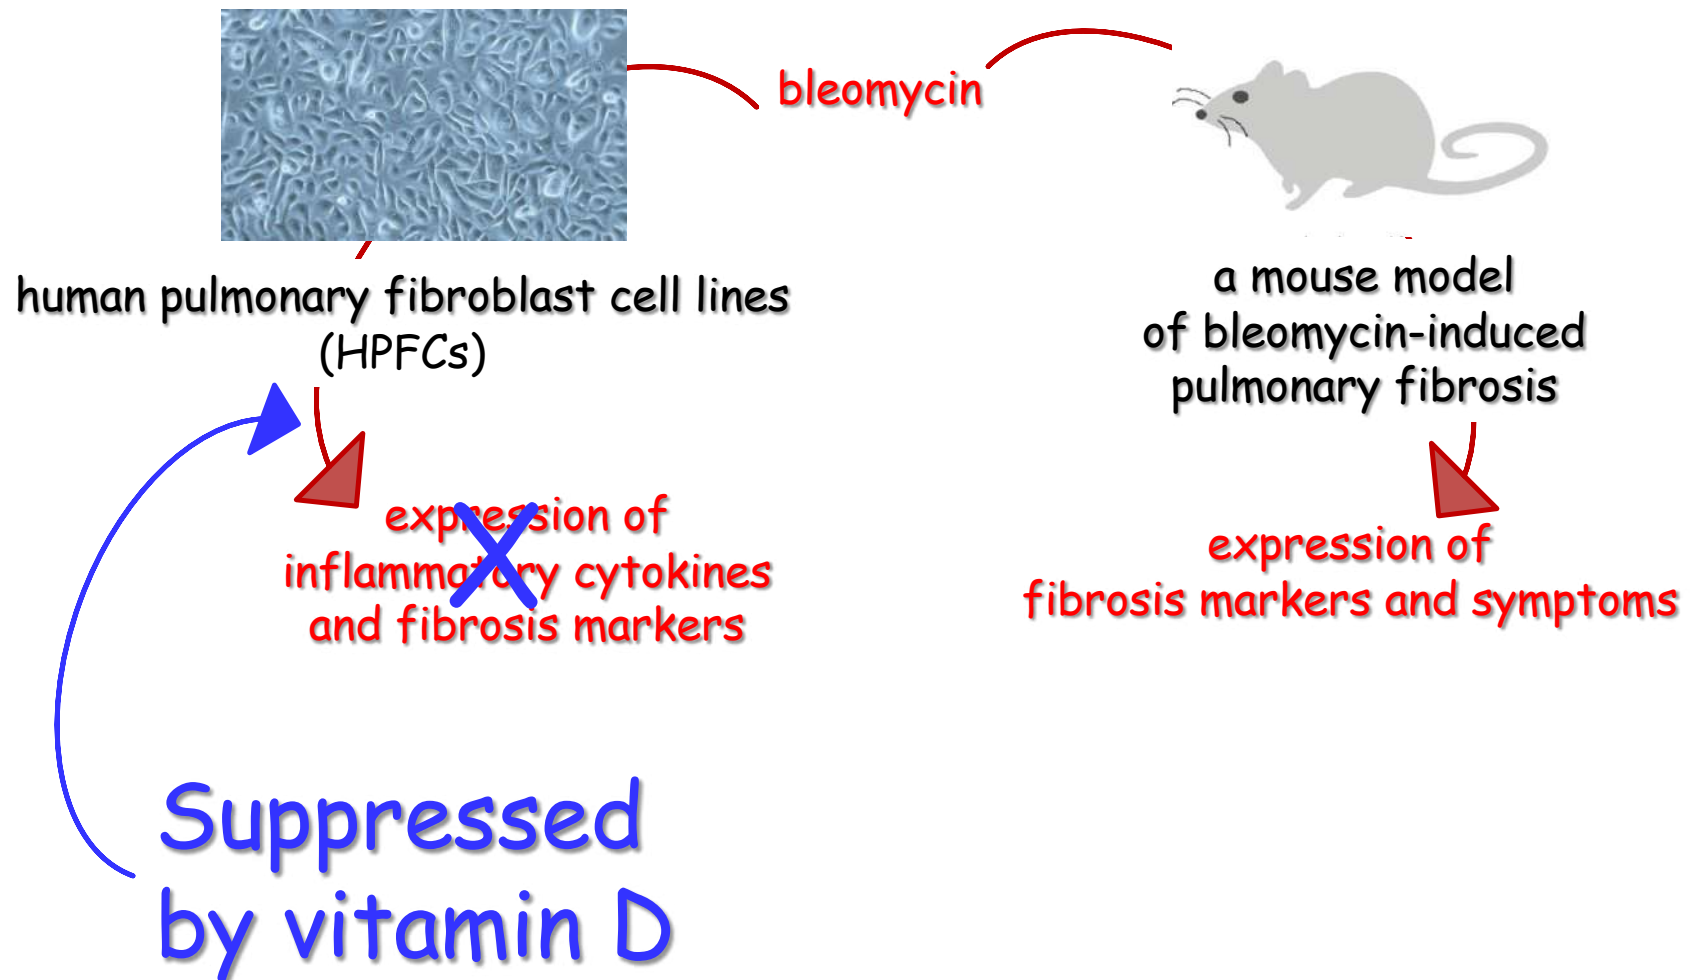 bleomycin
human pulmonary fibroblast cell lines
(HPFCs)
a mouse model
of bleomycin-induced
pulmonary fibrosis
expression of
inflammatory cytokines
and fibrosis markers
expression of
fibrosis markers and symptoms
Suppressed
by vitamin D